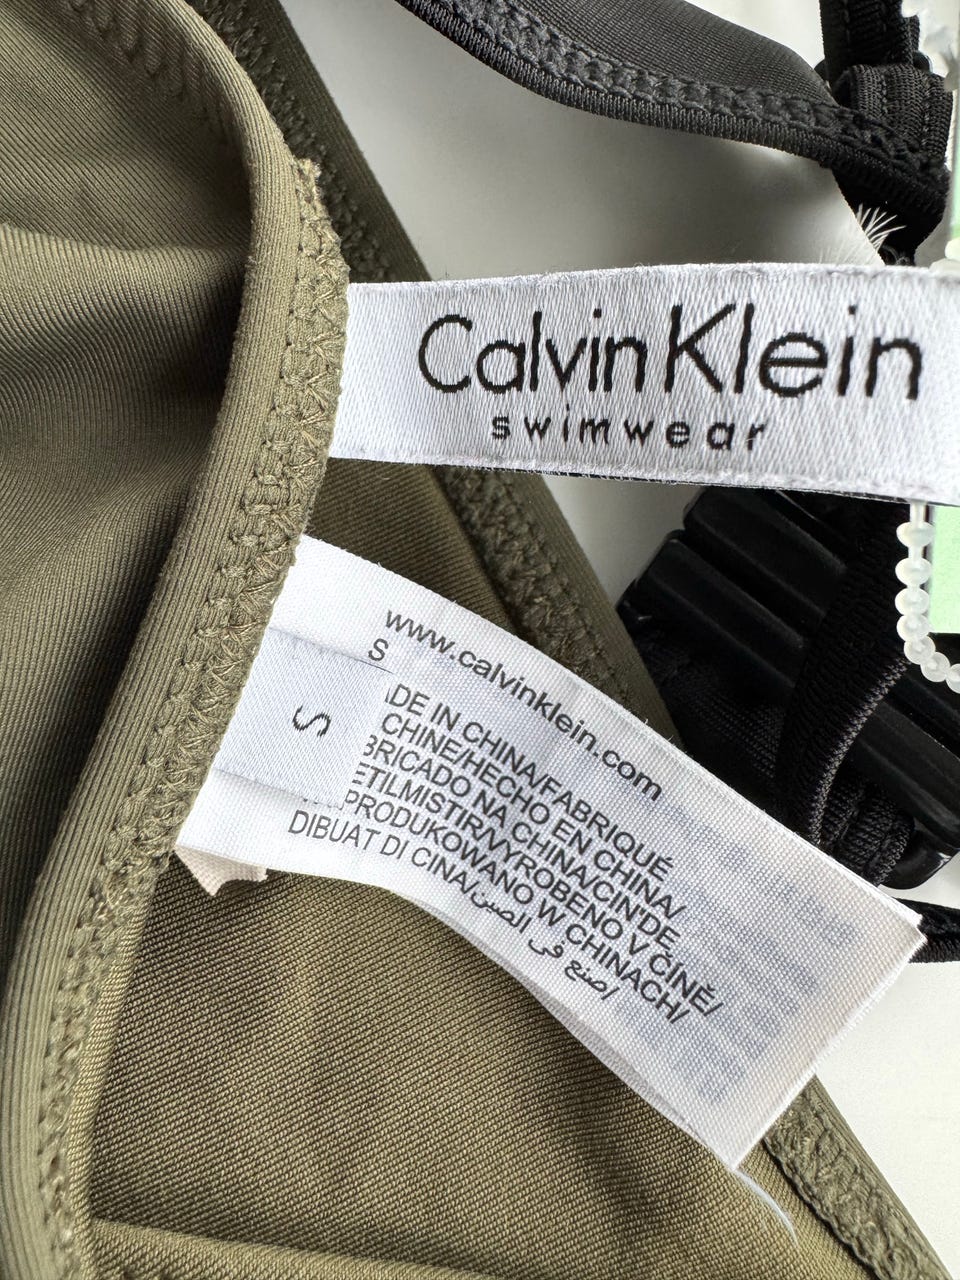 Calvin Klein
swimwear
www.calvinklein.com
S
S
DE IN CHINA/FABRIQUÉ
CHINE/HECHO EN CHINA/
BRICADO NA CHINA/CIN'DE
ETILMISTIR/VYROBENO V ČÍNĚ/
PRODUKOWANO W CHINACH/
DIBUAT DI CINA/صنع في الصين/